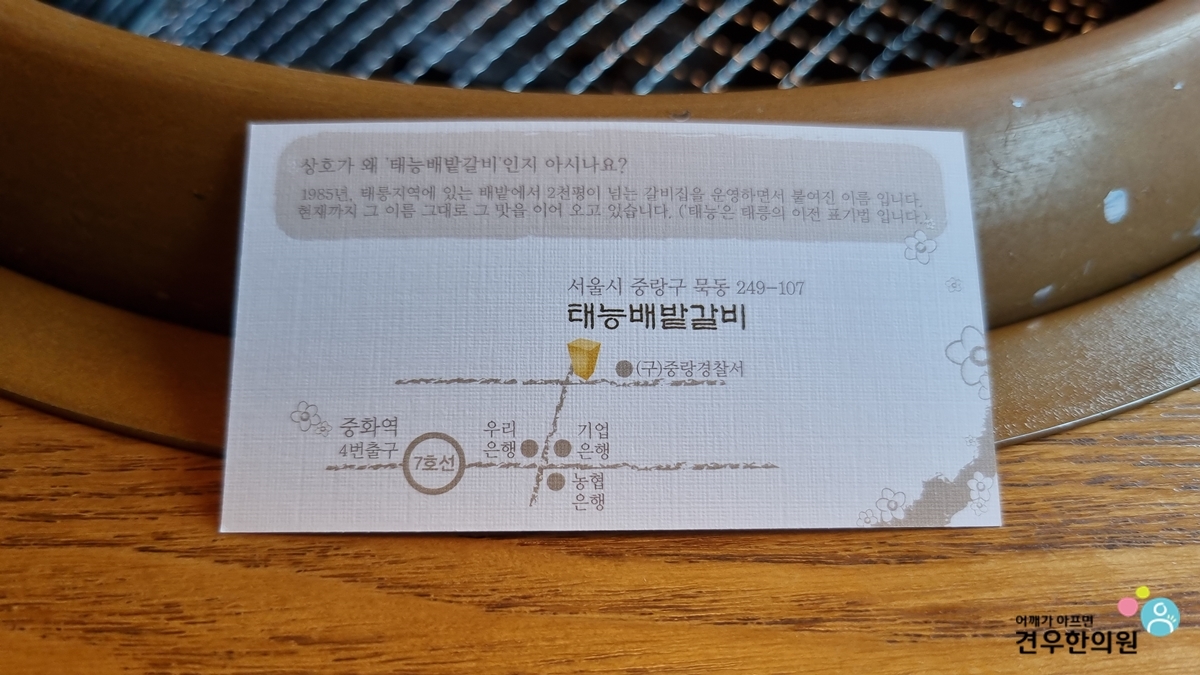 상호가 왜 '태능배밭갈비'인지 아시나요?
1985년, 태릉지역에 있는 배밭에서 2천평이 넘는 갈비집을 운영하면서 붙여진 이름 입니다.
현재까지 그 이름 그대로 그 맛을 이어 오고 있습니다. ('태능은 태릉의 이전 표기법 입니다.)
서울시 중랑구 묵동 249-107
태능배밭갈비
(구)중랑경찰서
중화역
4번출구
7호선
우리
은행
기업
은행
농협
은행
어깨가 아프면
견우한의원